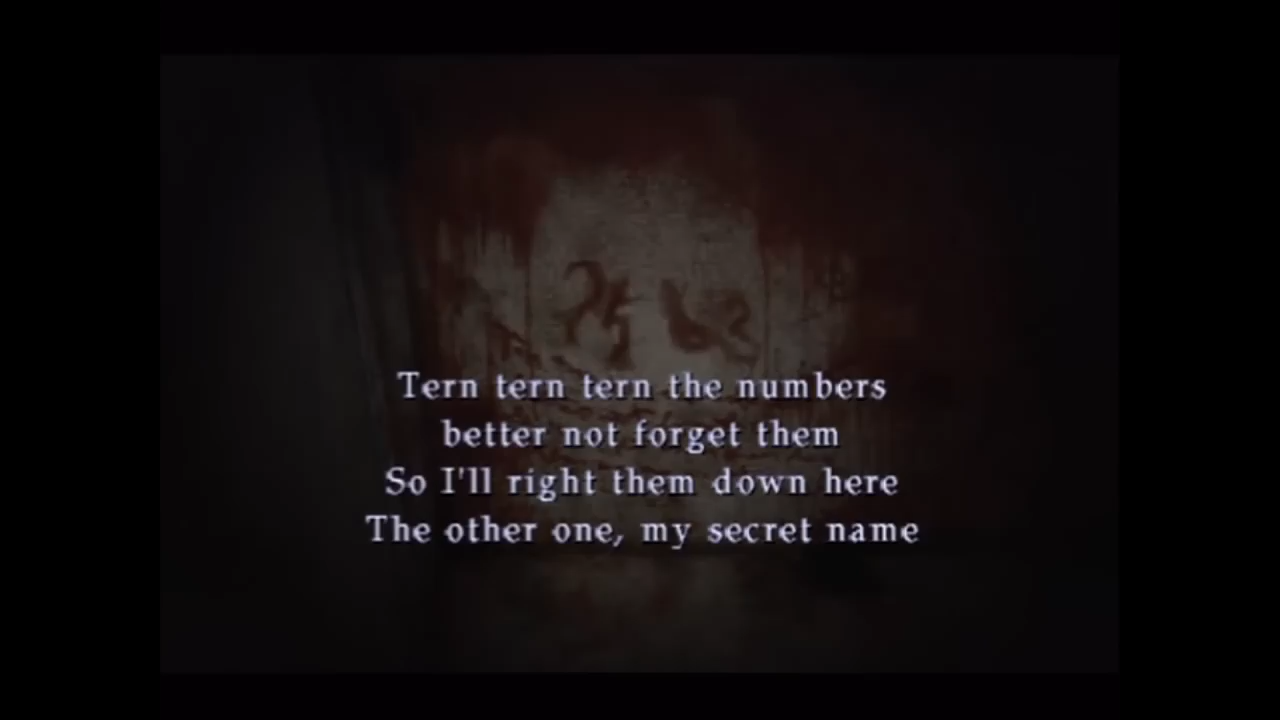 Tern tern tern the numbers
better not forget them
So I'll right them down here
The other one, my secret name